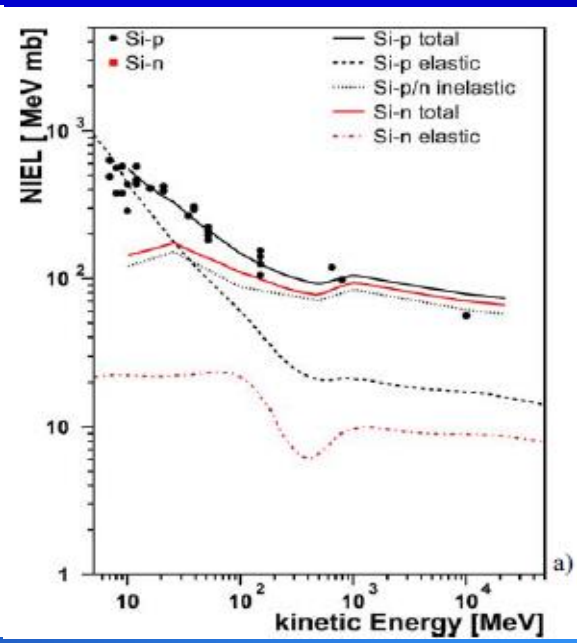 Si-p
Si-n
Si-p total
Si-p elastic
Si-p/n inelastic
Si-n total
Si-n elastic
NIEL [MeV mb]
10³
10²
10
1
10
10²
10³
10⁴
kinetic Energy [MeV]
a)